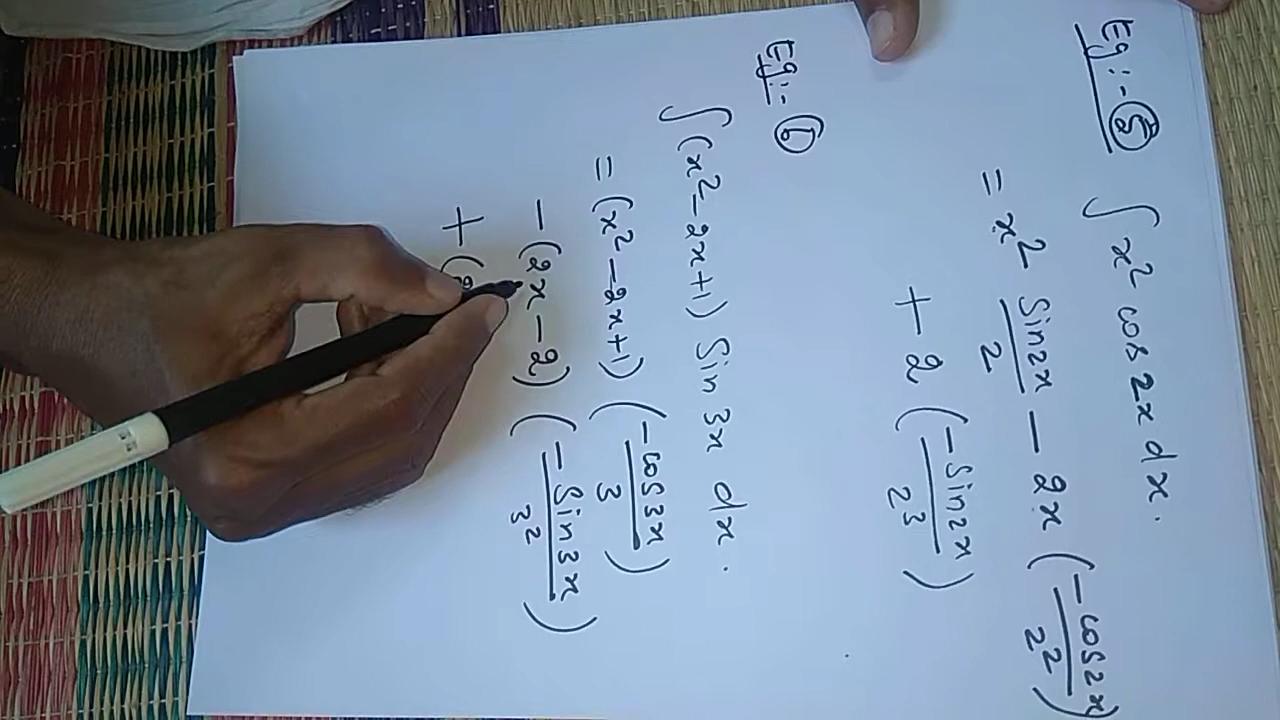 Eg:- (5) ∫ x² cos 2x dx.
= x² Sin2x/2 - 2x (-cos2x/2²)
+ 2 (-Sin2x/2³)
Eg:- (6)
∫ (x²-2x+1) Sin 3x dx.
= (x²-2x+1) (-cos3x/3)
- (2x-2) (-Sin3x/3²)
+ (2